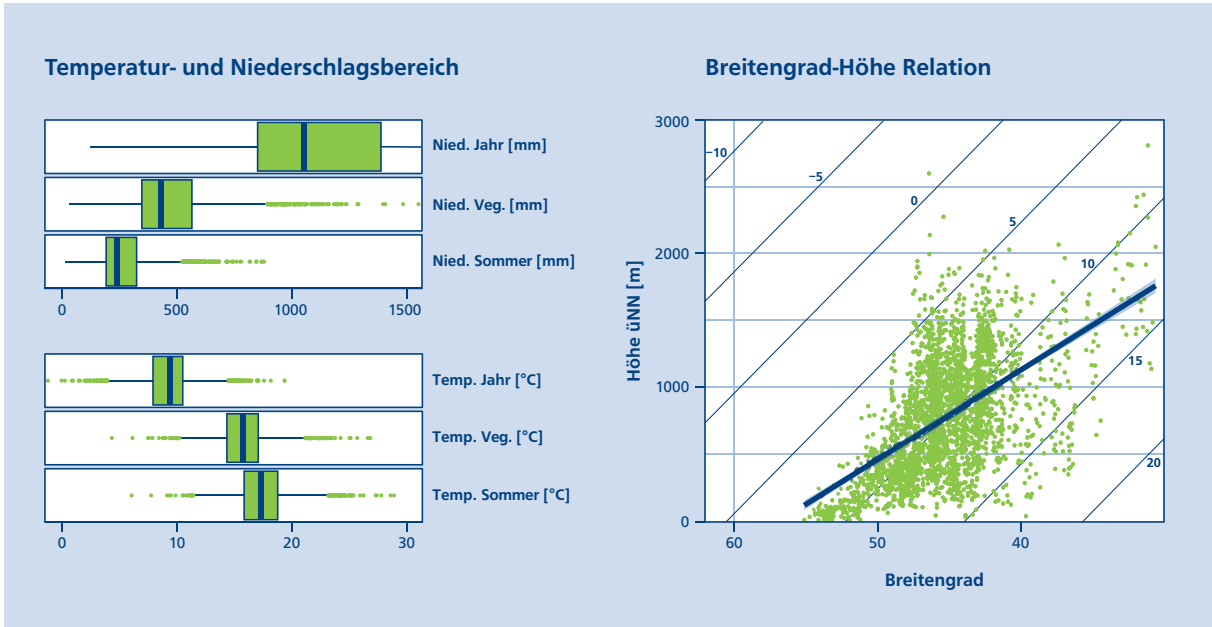 Temperatur- und Niederschlagsbereich
Nied. Jahr [mm]
Nied. Veg. [mm]
Nied. Sommer [mm]
0 500 1000 1500
Temp. Jahr [°C]
Temp. Veg. [°C]
Temp. Sommer [°C]
0 10 20 30
Breitengrad-Höhe Relation
Höhe üNN [m]
3000
2000
1000
0
−10
−5
0
5
10
15
20
60 50 40
Breitengrad